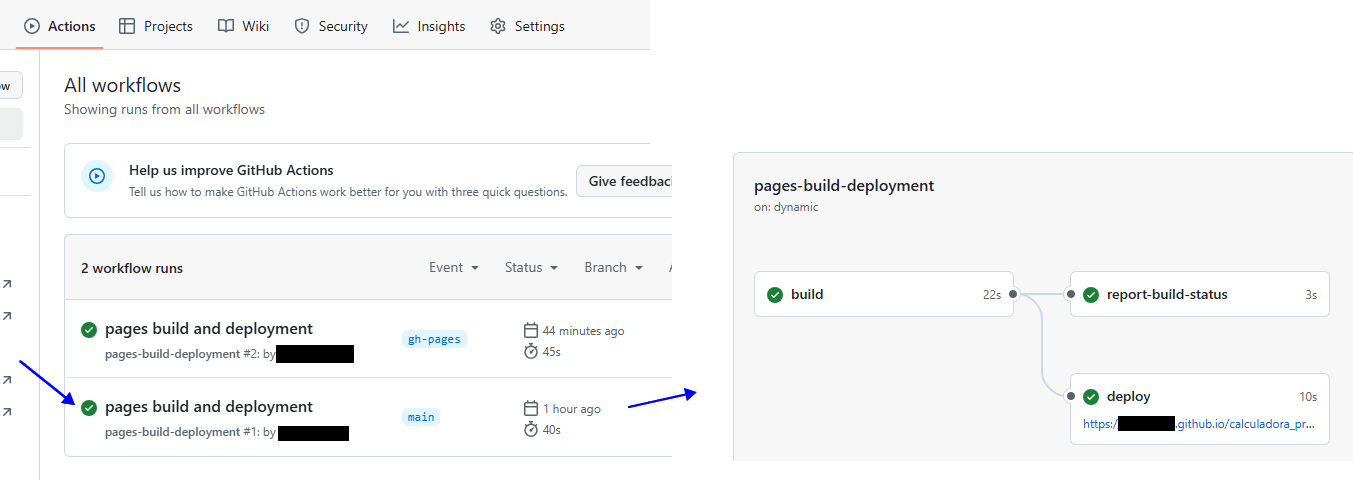 Actions Projects Wiki Security Insights Settings
ow
All workflows
Showing runs from all workflows
Help us improve GitHub Actions
Tell us how to make GitHub Actions work better for you with three quick questions.
Give feedbac
2 workflow runs
Event Status Branch
pages build and deployment
pages-build-deployment #2: by
gh-pages
44 minutes ago
45s
pages build and deployment
pages-build-deployment #1: by
main
1 hour ago
40s
pages-build-deployment
on: dynamic
build 22s
report-build-status 3s
deploy 10s
https:/ .github.io/calculadora_pr...